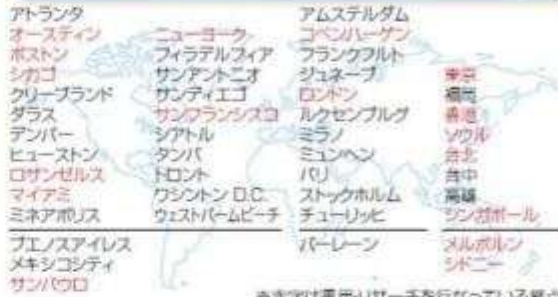 アトランタ
オースティン
ボストン
シカゴ
クリーブランド
ダラス
デンバー
ヒューストン
ロサンゼルス
マイアミ
ミネアポリス
ニューヨーク
フィラデルフィア
サンアントニオ
サンディエゴ
サンフランシスコ
シアトル
タンパ
トロント
ワシントン D.C.
ウェストパームビーチ
ブエノスアイレス
メキシコシティ
サンパウロ
アムステルダム
コペンハーゲン
フランクフルト
ジュネーブ
ロンドン
ルクセンブルグ
ミラノ
ミュンヘン
パリ
ストックホルム
チューリッヒ
バーレーン
東京
福岡
香港
ソウル
台北
台中
高雄
シンガポール
メルボルン
シドニー